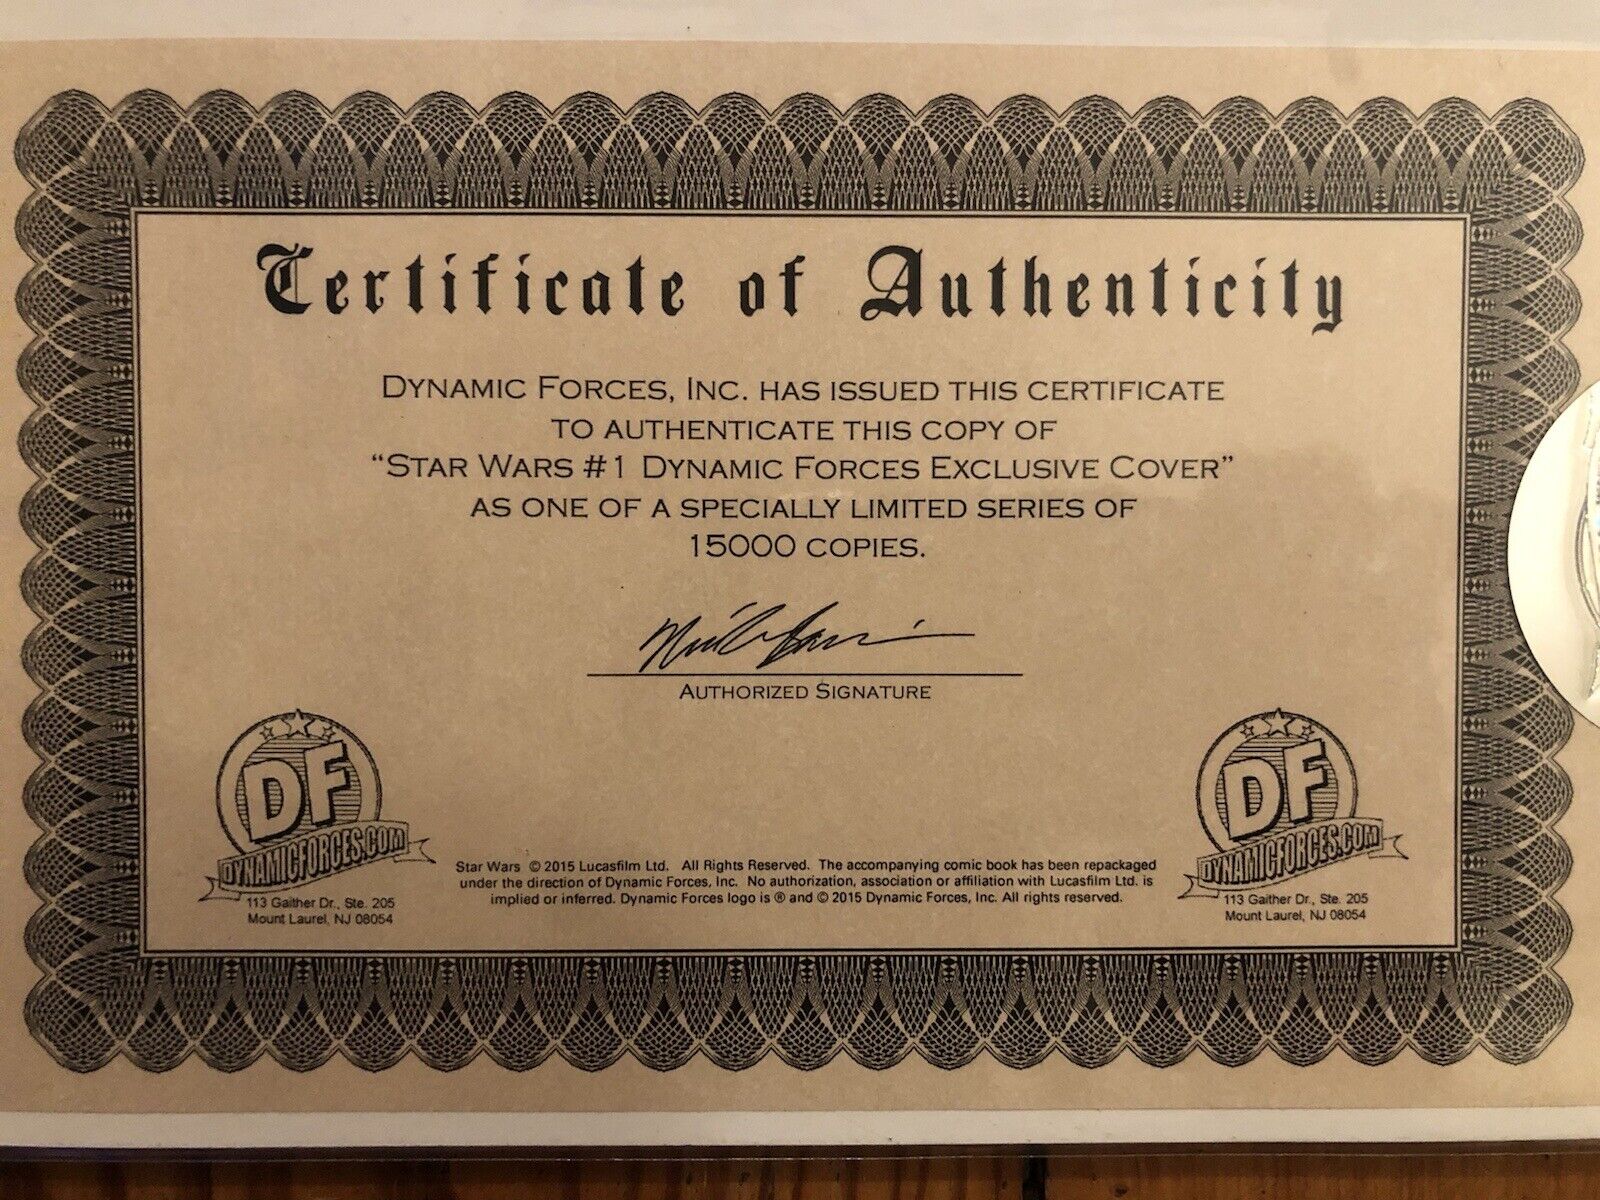 Certificate of Authenticity
DYNAMIC FORCES, INC. HAS ISSUED THIS CERTIFICATE
TO AUTHENTICATE THIS COPY OF
“STAR WARS #1 DYNAMIC FORCES EXCLUSIVE COVER”
AS ONE OF A SPECIALLY LIMITED SERIES OF
15000 COPIES.
AUTHORIZED SIGNATURE
DF
DYNAMICFORCES.COM
113 Gaither Dr., Ste. 205
Mount Laurel, NJ 08054
Star Wars © 2015 Lucasfilm Ltd. All Rights Reserved. The accompanying comic book has been repackaged
under the direction of Dynamic Forces, Inc. No authorization, association or affiliation with Lucasfilm Ltd. is
implied or inferred. Dynamic Forces logo is ® and © 2015 Dynamic Forces, Inc. All rights reserved.
DF
DYNAMICFORCES.COM
113 Gaither Dr., Ste. 205
Mount Laurel, NJ 08054